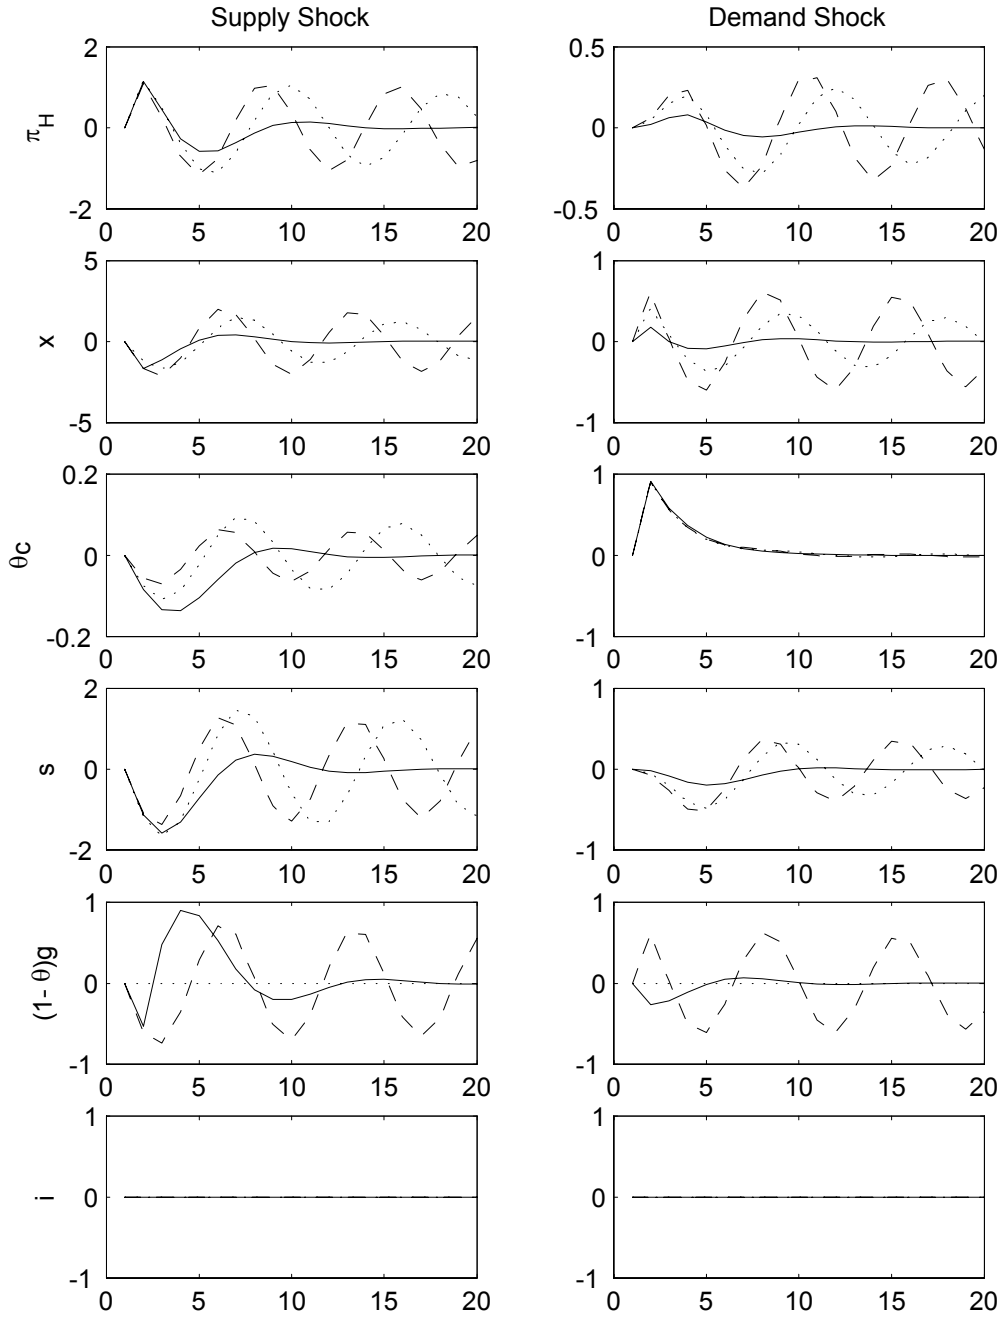 Supply Shock Demand Shock
2 0.5
π_H 0 0
-2 -0.5
0 5 10 15 20 0 5 10 15 20
5 1
x 0 0
-5 -1
0 5 10 15 20 0 5 10 15 20
0.2 1
θc 0 0
-0.2 -1
0 5 10 15 20 0 5 10 15 20
2 1
s 0 0
-2 -1
0 5 10 15 20 0 5 10 15 20
1 1
(1- θ)g 0 0
-1 -1
0 5 10 15 20 0 5 10 15 20
1 1
i 0 0
-1 -1
0 5 10 15 20 0 5 10 15 20